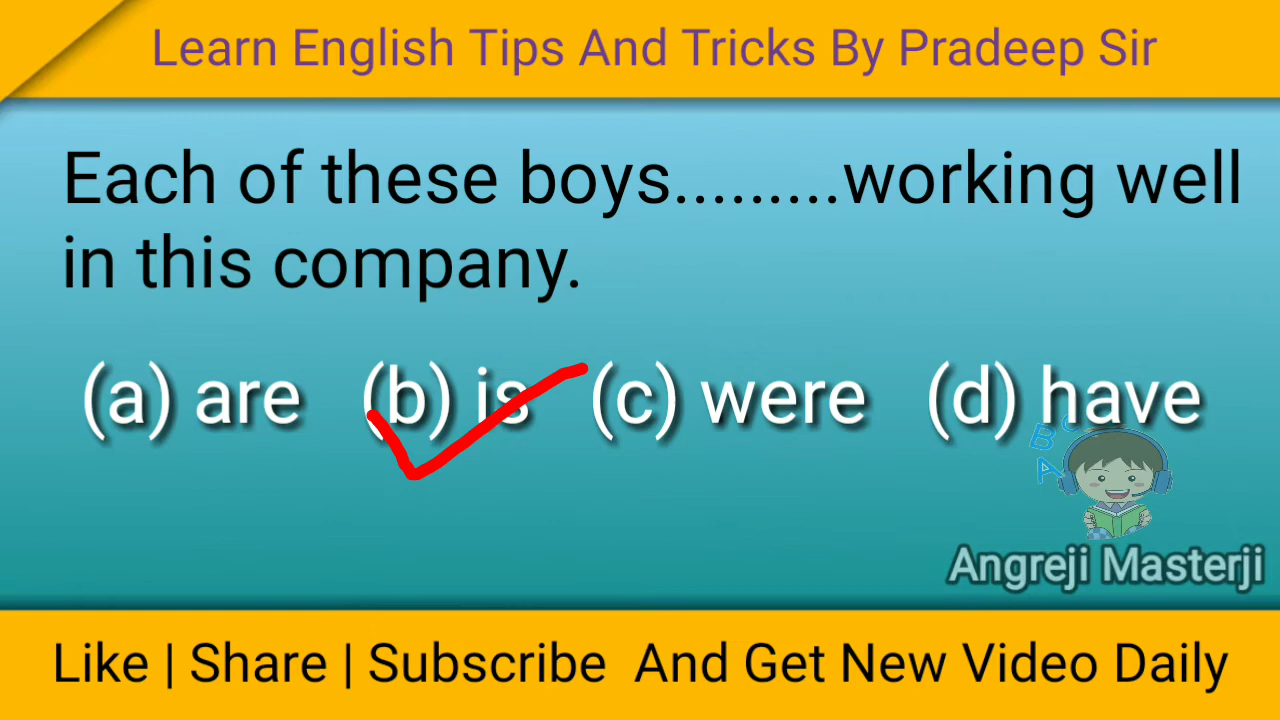 Learn English Tips And Tricks By Pradeep Sir
Each of these boys.........working well
in this company.
(a) are (b) is (c) were (d) have
B
A
Angreji Masterji
Like | Share | Subscribe And Get New Video Daily